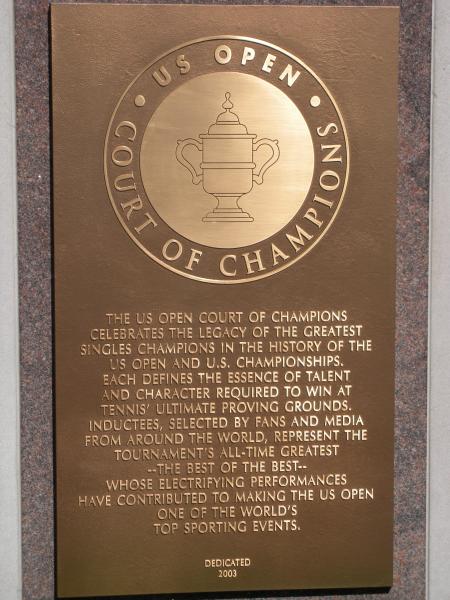 US OPEN
COURT OF CHAMPIONS
THE US OPEN COURT OF CHAMPIONS
CELEBRATES THE LEGACY OF THE GREATEST
SINGLES CHAMPIONS IN THE HISTORY OF THE
US OPEN AND U.S. CHAMPIONSHIPS.
EACH DEFINES THE ESSENCE OF TALENT
AND CHARACTER REQUIRED TO WIN AT
TENNIS' ULTIMATE PROVING GROUNDS.
INDUCTEES, SELECTED BY FANS AND MEDIA
FROM AROUND THE WORLD, REPRESENT THE
TOURNAMENT'S ALL-TIME GREATEST
--THE BEST OF THE BEST--
WHOSE ELECTRIFYING PERFORMANCES
HAVE CONTRIBUTED TO MAKING THE US OPEN
ONE OF THE WORLD'S
TOP SPORTING EVENTS.
DEDICATED
2003